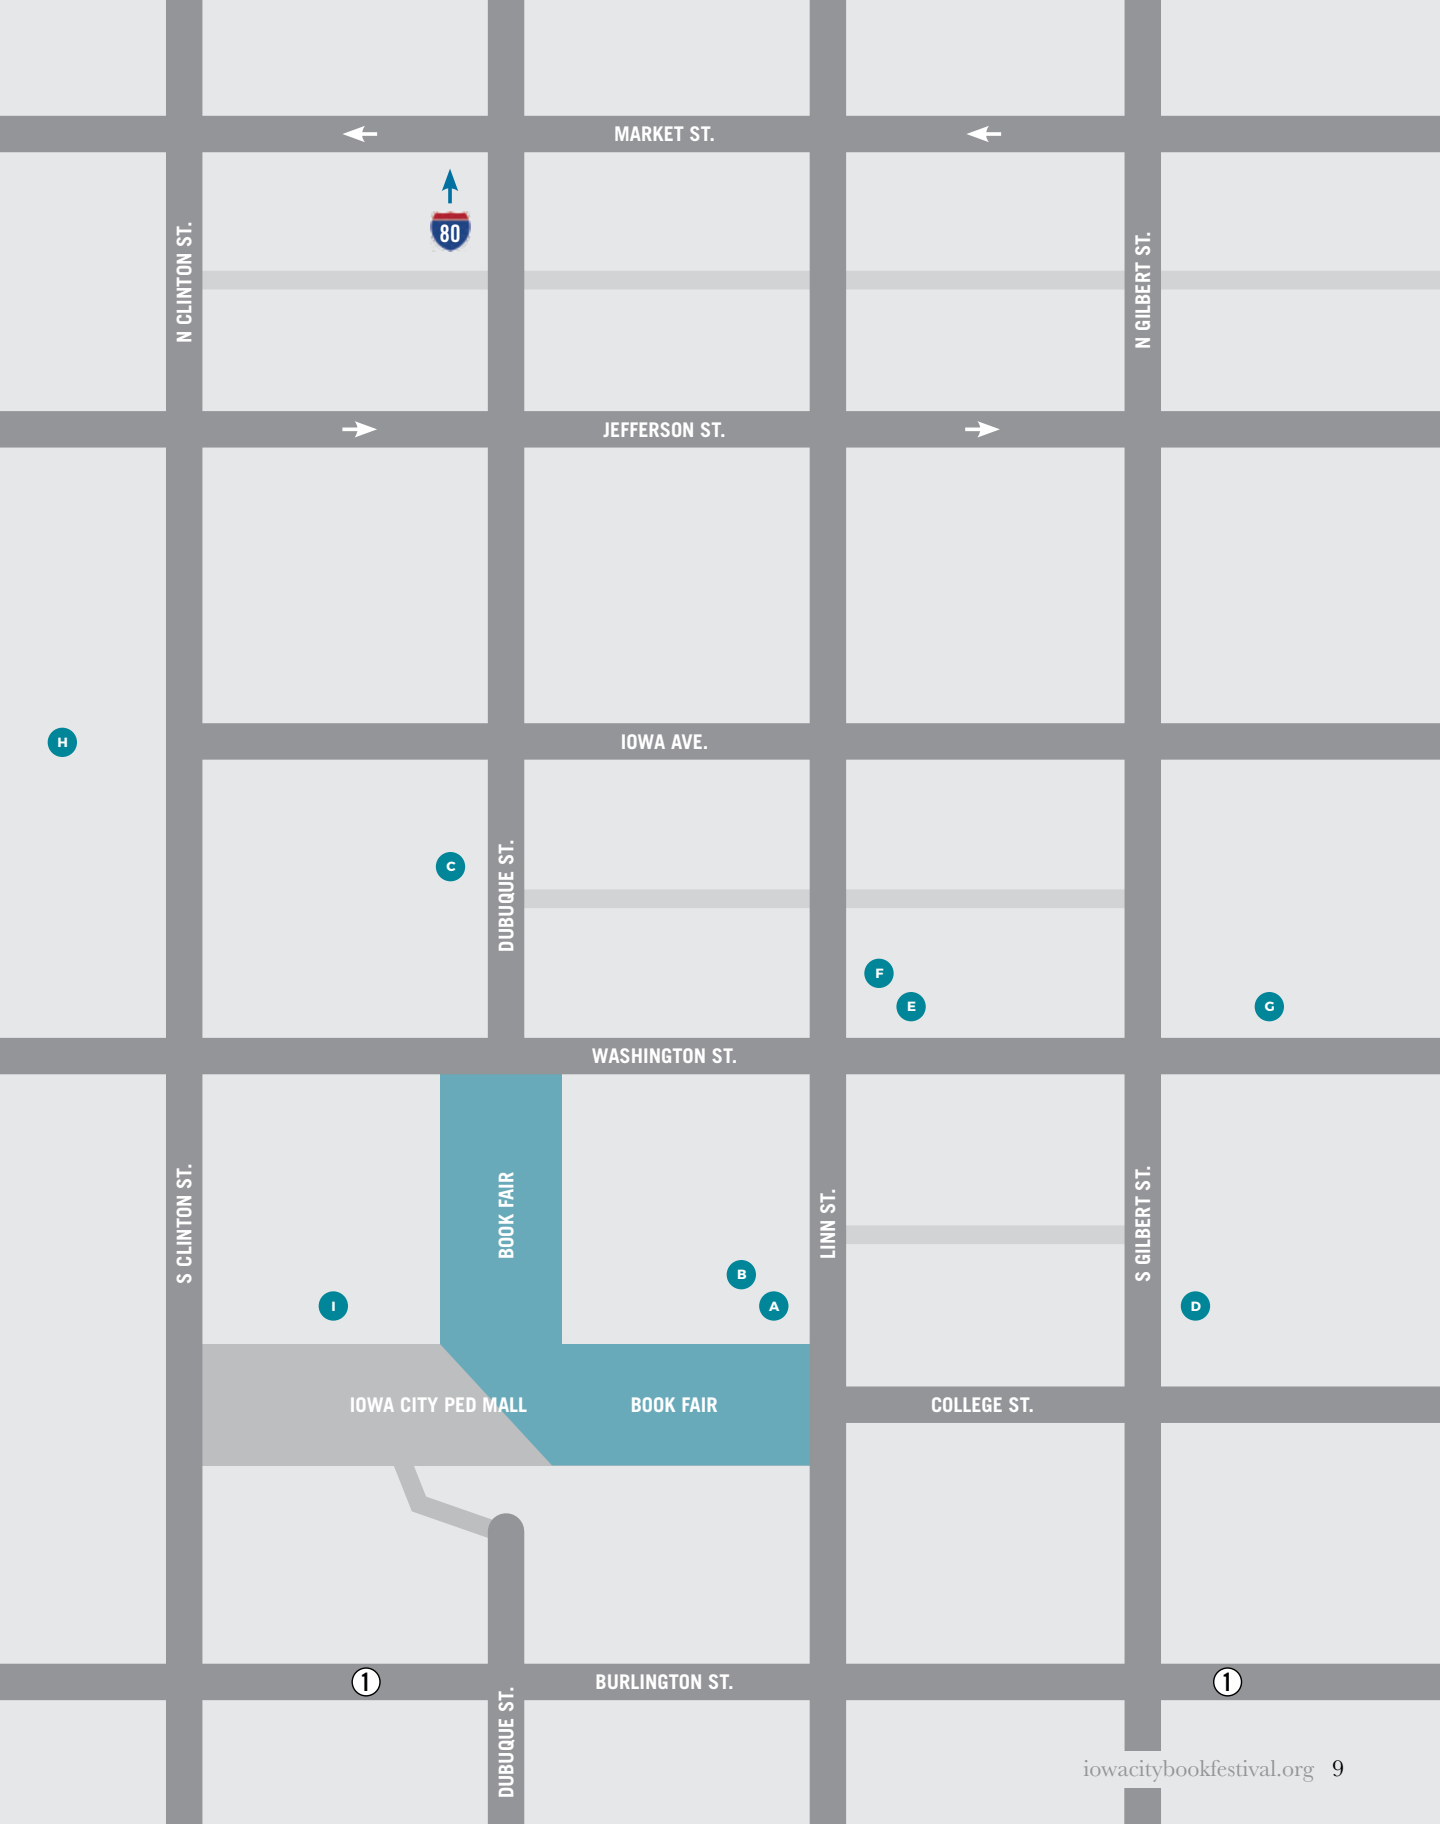 MARKET ST.
80
N CLINTON ST.
N GILBERT ST.
JEFFERSON ST.
IOWA AVE.
H
C
DUBUQUE ST.
F
E
G
WASHINGTON ST.
BOOK FAIR
S CLINTON ST.
LINN ST.
S GILBERT ST.
B
A
I
D
IOWA CITY PED MALL
BOOK FAIR
COLLEGE ST.
1
BURLINGTON ST.
1
DUBUQUE ST.
iowacitybookfestival.org 9